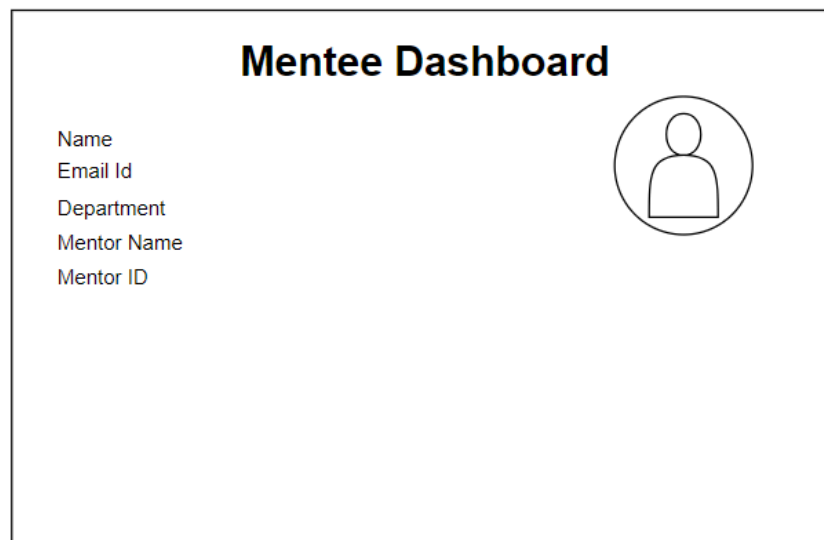 Mentee Dashboard
Name
Email Id
Department
Mentor Name
Mentor ID